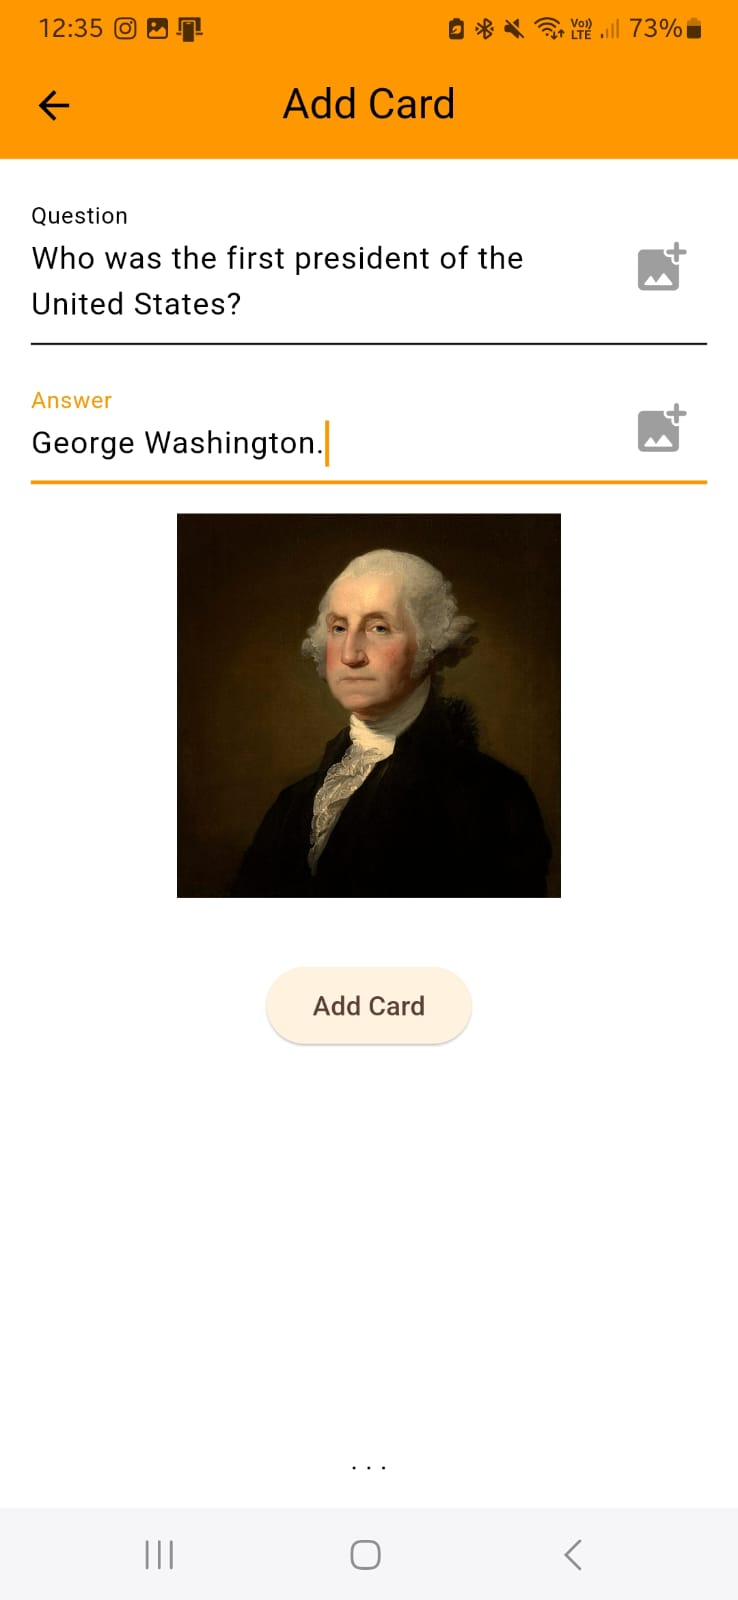 12:35 Vo)) LTE 73%
Add Card
Question
Who was the first president of the
United States?
Answer
George Washington.
Add Card
...